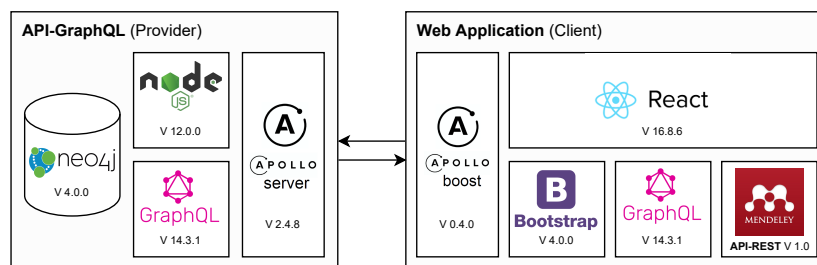 API-GraphQL (Provider)
neo4j
V 4.0.0
node
JS
V 12.0.0
GraphQL
V 14.3.1
APOLLO
server
V 2.4.8
Web Application (Client)
APOLLO
boost
V 0.4.0
React
V 16.8.6
B
Bootstrap
V 4.0.0
GraphQL
V 14.3.1
MENDELEY
API-REST V 1.0